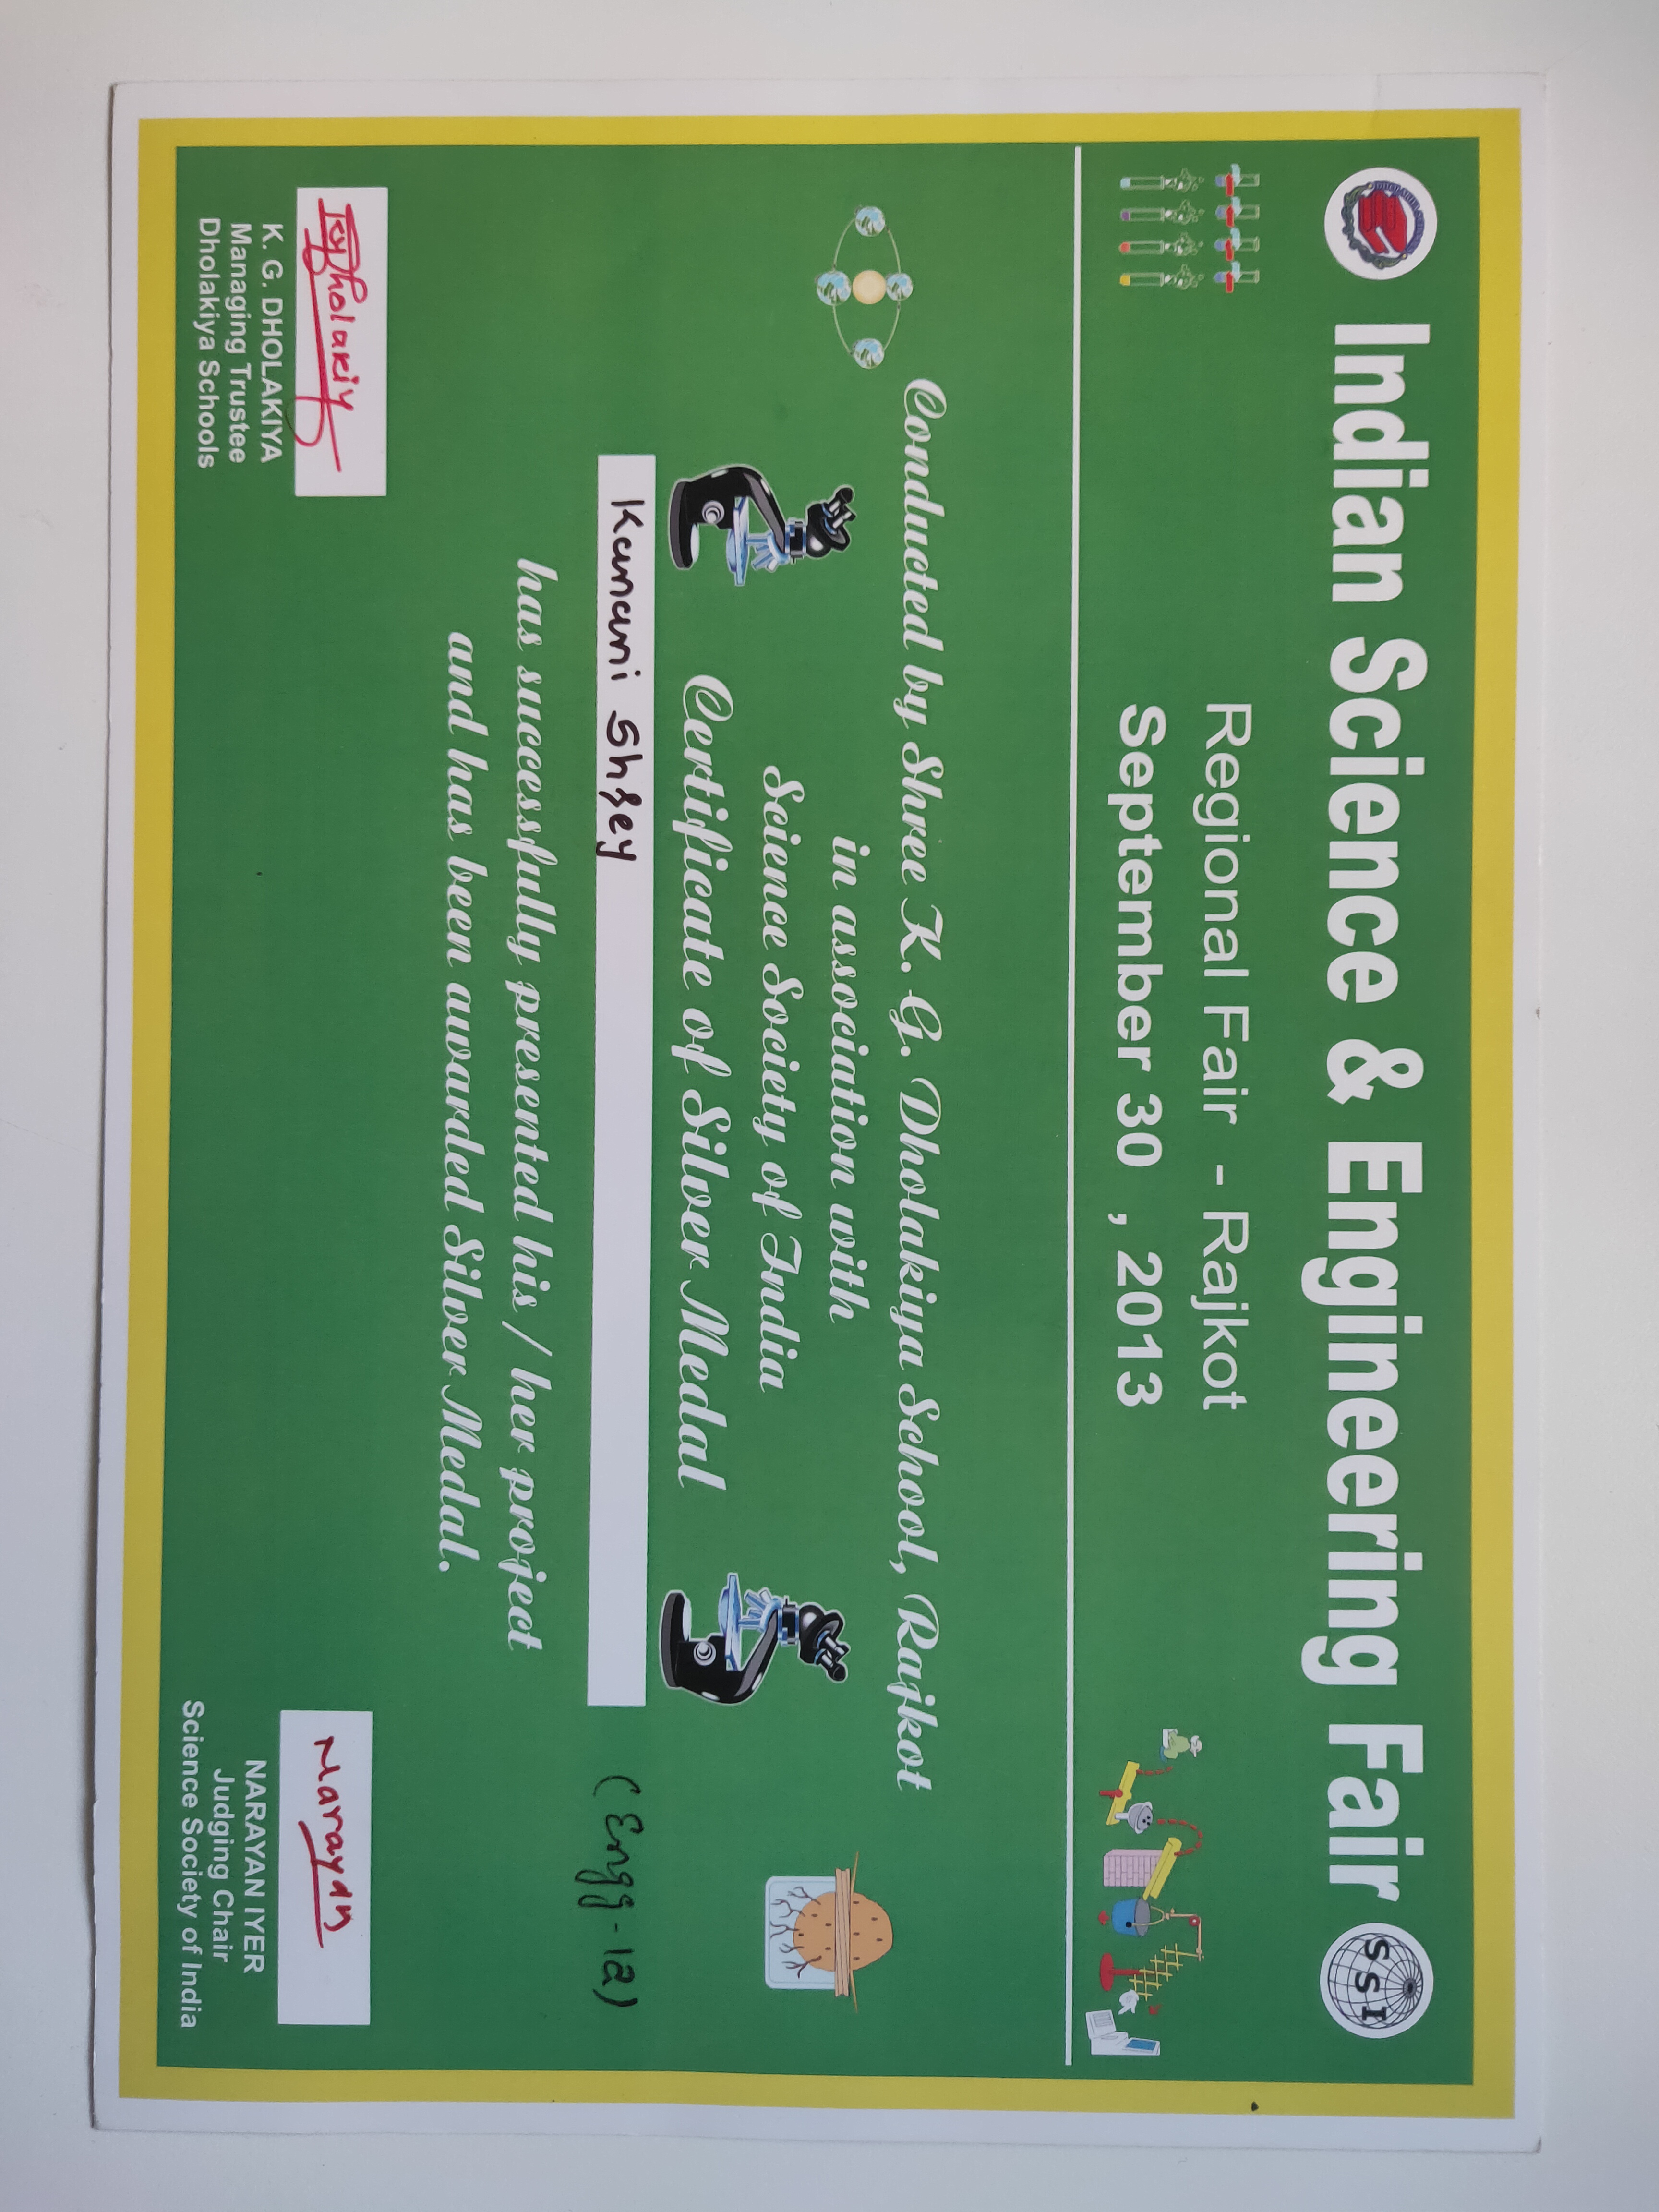 Indian Science & Engineering Fair
SSI
Regional Fair - Rajkot
September 30 , 2013
Conducted by Shree K. G. Dholakiya School, Rajkot
in association with
Science Society of India
Certificate of Silver Medal
Kanani Shrey
(Engg-12)
has successfully presented his / her project
and has been awarded Silver Medal.
Narayan
K. G. DHOLAKIYA
Managing Trustee
Dholakiya Schools
NARAYAN IYER
Judging Chair
Science Society of India